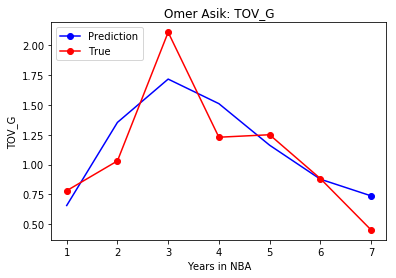 Omer Asik: TOV_G
Prediction
True
TOV_G
2.00
1.75
1.50
1.25
1.00
0.75
0.50
1 2 3 4 5 6 7
Years in NBA